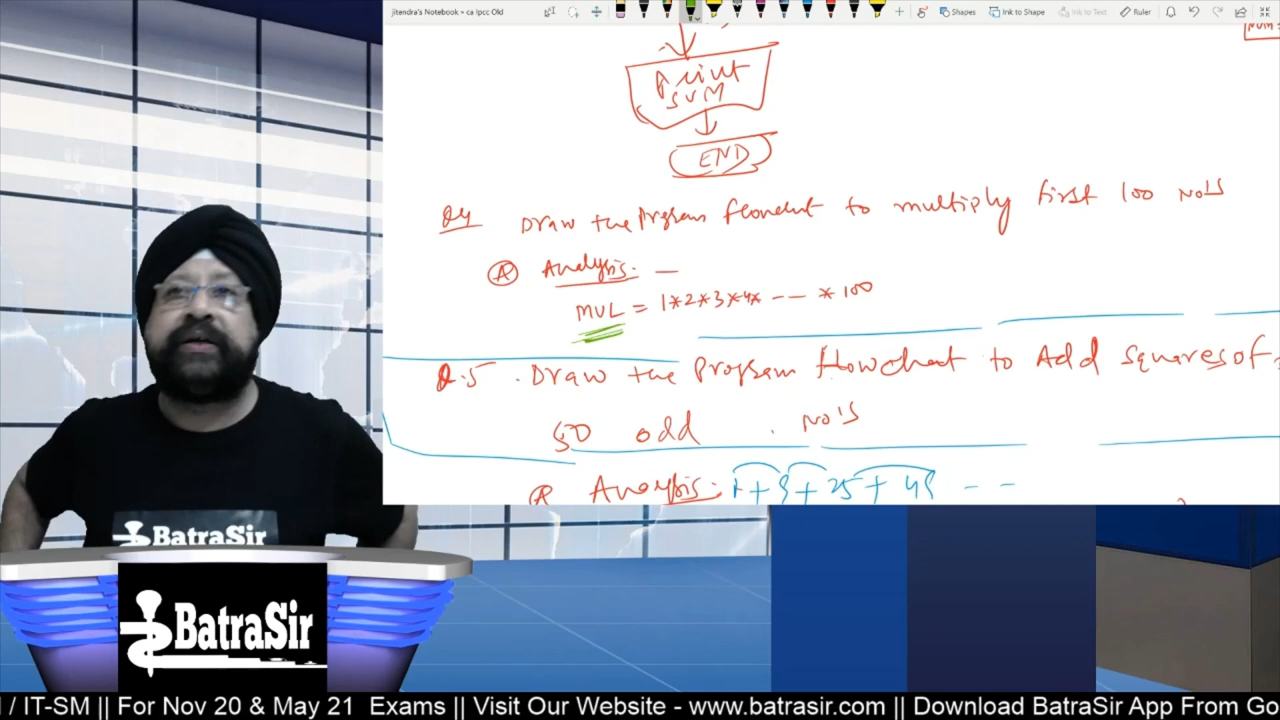 jitendra's Notebook » ca Ipcc Old
Shapes
Ink to Shape
Ink to Text
Ruler
print
SUM
END
Q4 Draw the Prgram flowchart to multiply first 100 No's
(A) Analysis. —
MUL = 1*2*3*4* -- — *100
Q.5. Draw the Program flowchart to Add squares of
50 odd . No's
Analysis: 1+9+25+49 - -
BatraSir
BatraSir
/ IT-SM || For Nov 20 & May 21 Exams || Visit Our Website - www.batrasir.com || Download BatraSir App From Go